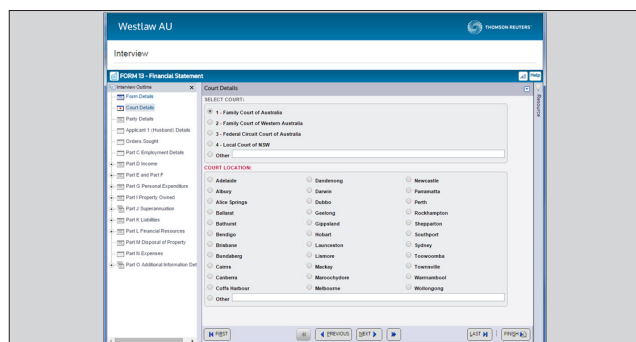 Westlaw AU
THOMSON REUTERS
Interview
FORM 13 - Financial Statement
Help
Interview Outline X
Form Details
Court Details
Party Details
Applicant 1 (Husband) Details
Orders Sought
Part C Employment Details
Part D Income
Part E and Part F
Part G Personal Expenditure
Part I Property Owned
Part J Superannuation
Part K Liabilities
Part L Financial Resources
Part M Disposal of Property
Part N Expenses
Part O Additional Information Det
Court Details
SELECT COURT:
1 - Family Court of Australia
2 - Family Court of Western Australia
3 - Federal Circuit Court of Australia
4 - Local Court of NSW
Other
COURT LOCATION:
Adelaide Dandenong Newcastle
Albury Darwin Parramatta
Alice Springs Dubbo Perth
Ballarat Geelong Rockhampton
Bathurst Gippsland Shepparton
Bendigo Hobart Southport
Brisbane Launceston Sydney
Bundaberg Lismore Toowoomba
Cairns Mackay Townsville
Canberra Maroochydore Warrnambool
Coffs Harbour Melbourne Wollongong
Other
Resource
FIRST PREVIOUS NEXT LAST FINISH